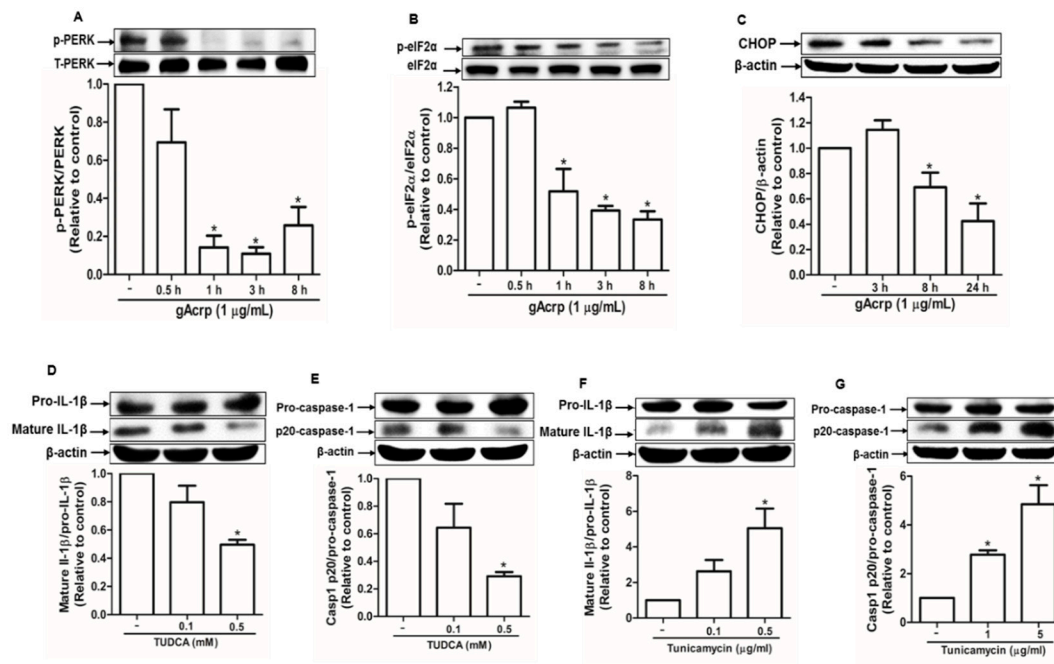 A
p-PERK
T-PERK
1.0
0.8
0.6
0.4
0.2
0.0
p-PERK/PERK
(Relative to control)
-
0.5 h
1 h
3 h
8 h
*
*
*
gAcrp (1 μg/mL)
B
p-eIF2α
eIF2α
1.2
1.0
0.8
0.6
0.4
0.2
0.0
p-eIF2α/eIF2α
(Relative to control)
-
0.5 h
1 h
3 h
8 h
*
*
*
gAcrp (1 μg/mL)
C
CHOP
β-actin
1.4
1.2
1.0
0.8
0.6
0.4
0.2
0.0
CHOP/β-actin
(Relative to control)
-
3 h
8 h
24 h
*
*
gAcrp (1 μg/mL)
D
Pro-IL-1β
Mature IL-1β
β-actin
1.0
0.8
0.6
0.4
0.2
0.0
Mature Il-1β/pro-IL-1β
(Relative to control)
-
0.1
0.5
*
TUDCA (mM)
E
Pro-caspase-1
p20-caspase-1
β-actin
1.0
0.8
0.6
0.4
0.2
0.0
Casp1 p20/pro-caspase-1
(Relative to control)
-
0.1
0.5
*
TUDCA (mM)
F
Pro-IL-1β
Mature IL-1β
β-actin
8
6
4
2
0
Mature Il-1β/pro-IL-1β
(Relative to control)
-
0.1
0.5
*
Tunicamycin (μg/ml)
G
Pro-caspase-1
p20-caspase-1
β-actin
6
4
2
0
Casp1 p20/pro-caspase-1
(Relative to control)
-
1
5
*
*
Tunicamycin (μg/ml)